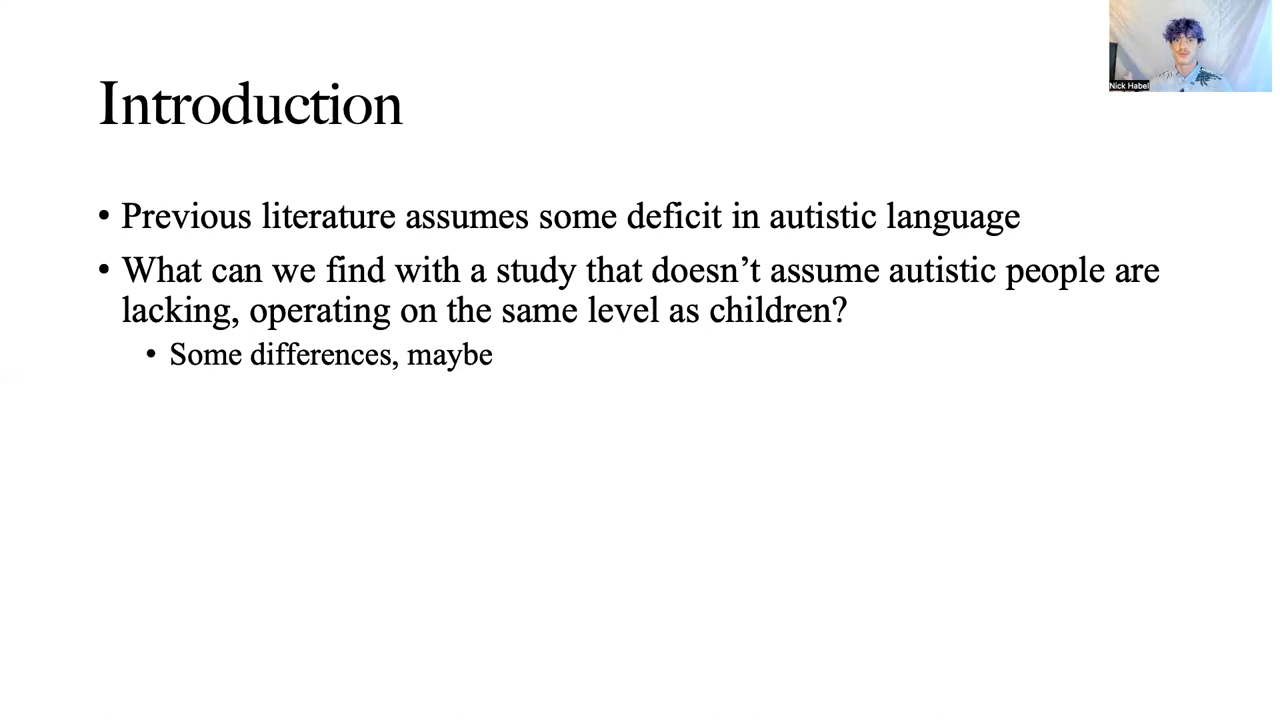 Nick Habel
Introduction
• Previous literature assumes some deficit in autistic language
• What can we find with a study that doesn’t assume autistic people are
lacking, operating on the same level as children?
• Some differences, maybe